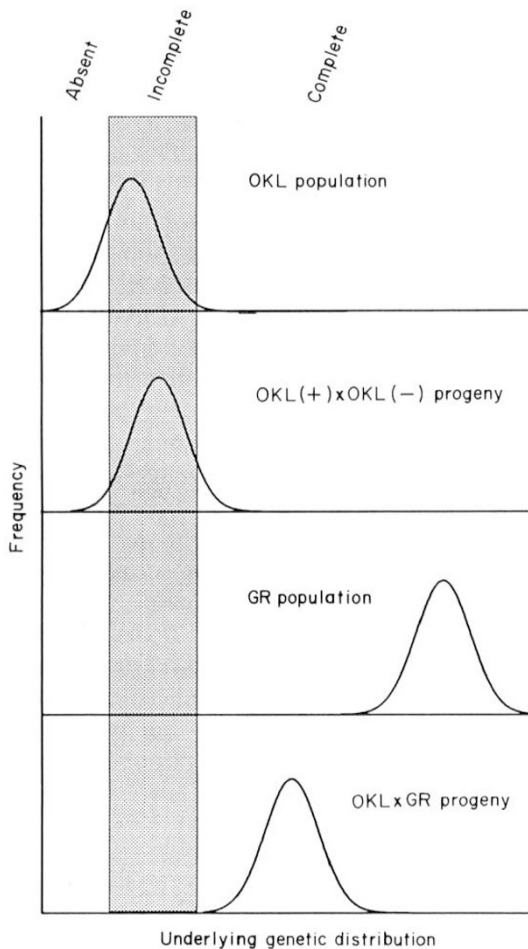 Absent
Incomplete
Complete
OKL population
OKL(+)xOKL(−) progeny
GR population
OKLxGR progeny
Frequency
Underlying genetic distribution